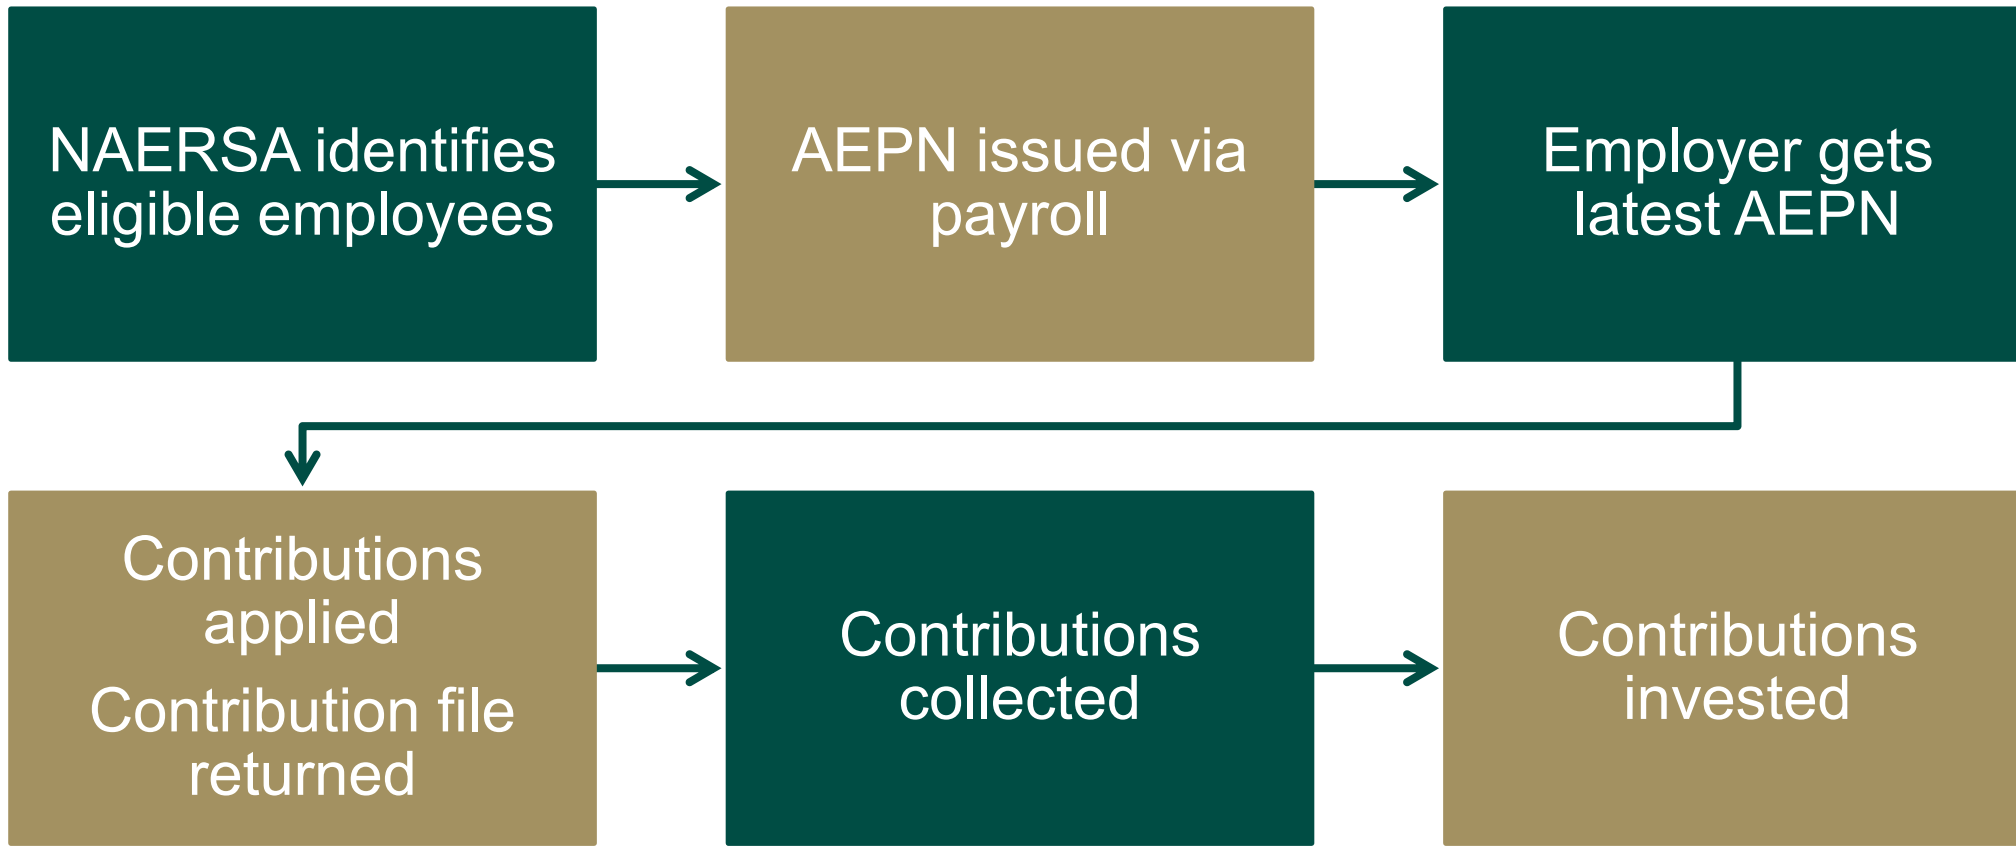 NAERSA identifies
eligible employees
AEPN issued via
payroll
Employer gets
latest AEPN
Contributions
applied
Contribution file
returned
Contributions
collected
Contributions
invested